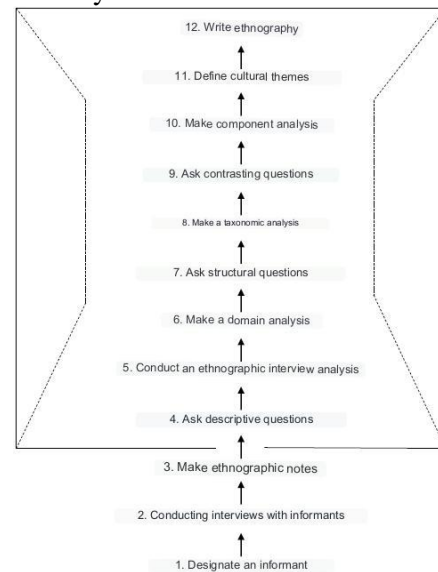 12. Write ethnography
11. Define cultural themes
10. Make component analysis
9. Ask contrasting questions
8. Make a taxonomic analysis
7. Ask structural questions
6. Make a domain analysis
5. Conduct an ethnographic interview analysis
4. Ask descriptive questions
3. Make ethnographic notes
2. Conducting interviews with informants
1. Designate an informant